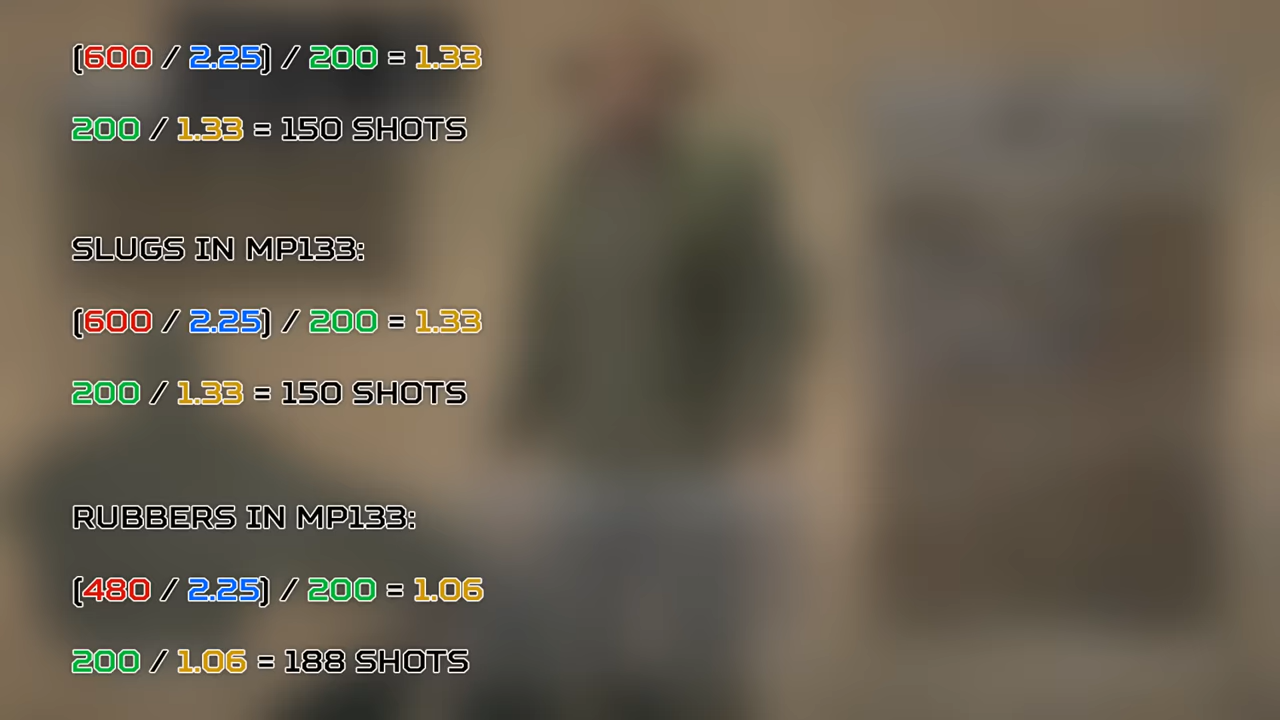 (600 / 2.25) / 200 = 1.33
200 / 1.33 = 150 SHOTS
SLUGS IN MP133:
(600 / 2.25) / 200 = 1.33
200 / 1.33 = 150 SHOTS
RUBBERS IN MP133:
(480 / 2.25) / 200 = 1.06
200 / 1.06 = 188 SHOTS